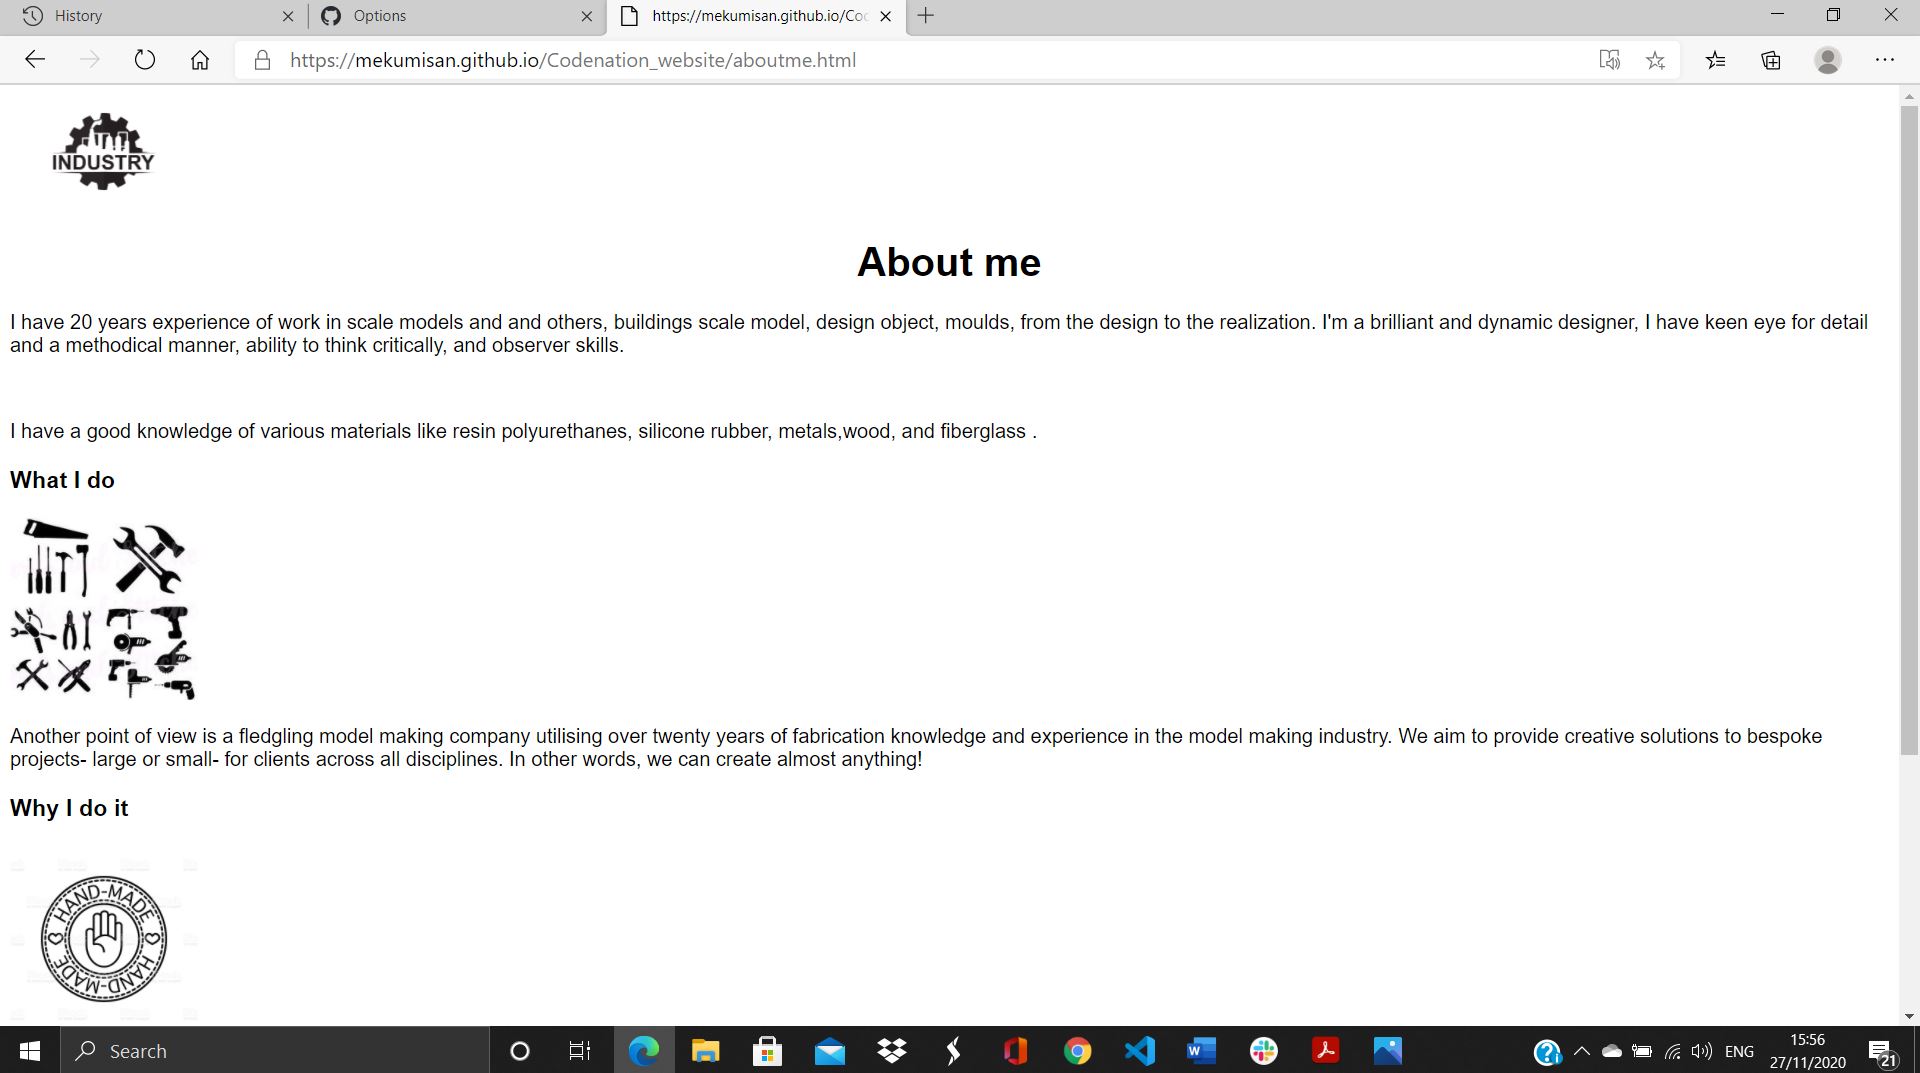 History
Options
https://mekumisan.github.io/Coc
https://mekumisan.github.io/Codenation_website/aboutme.html
INDUSTRY
About me
I have 20 years experience of work in scale models and and others, buildings scale model, design object, moulds, from the design to the realization. I'm a brilliant and dynamic designer, I have keen eye for detail
and a methodical manner, ability to think critically, and observer skills.
I have a good knowledge of various materials like resin polyurethanes, silicone rubber, metals,wood, and fiberglass .
What I do
Another point of view is a fledgling model making company utilising over twenty years of fabrication knowledge and experience in the model making industry. We aim to provide creative solutions to bespoke
projects- large or small- for clients across all disciplines. In other words, we can create almost anything!
Why I do it
HAND-MADE
HAND-MADE
Search
ENG
15:56
27/11/2020
21